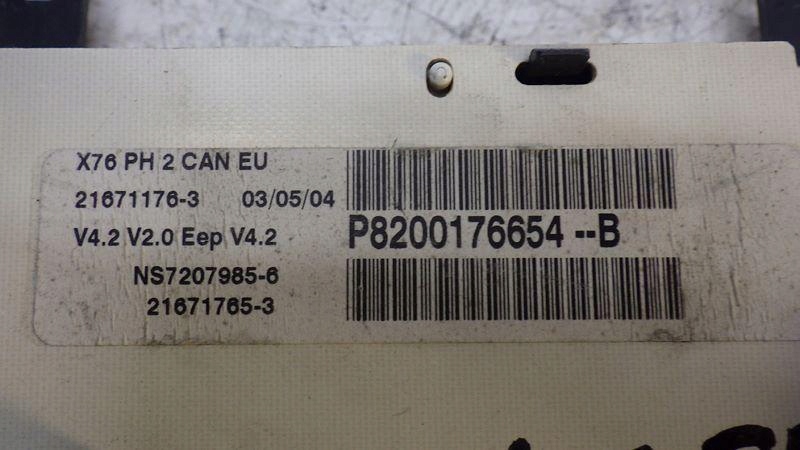 X76 PH 2 CAN EU
21671176-3 03/05/04
V4.2 V2.0 Eep V4.2
P8200176654 --B
NS7207985-6
21671765-3